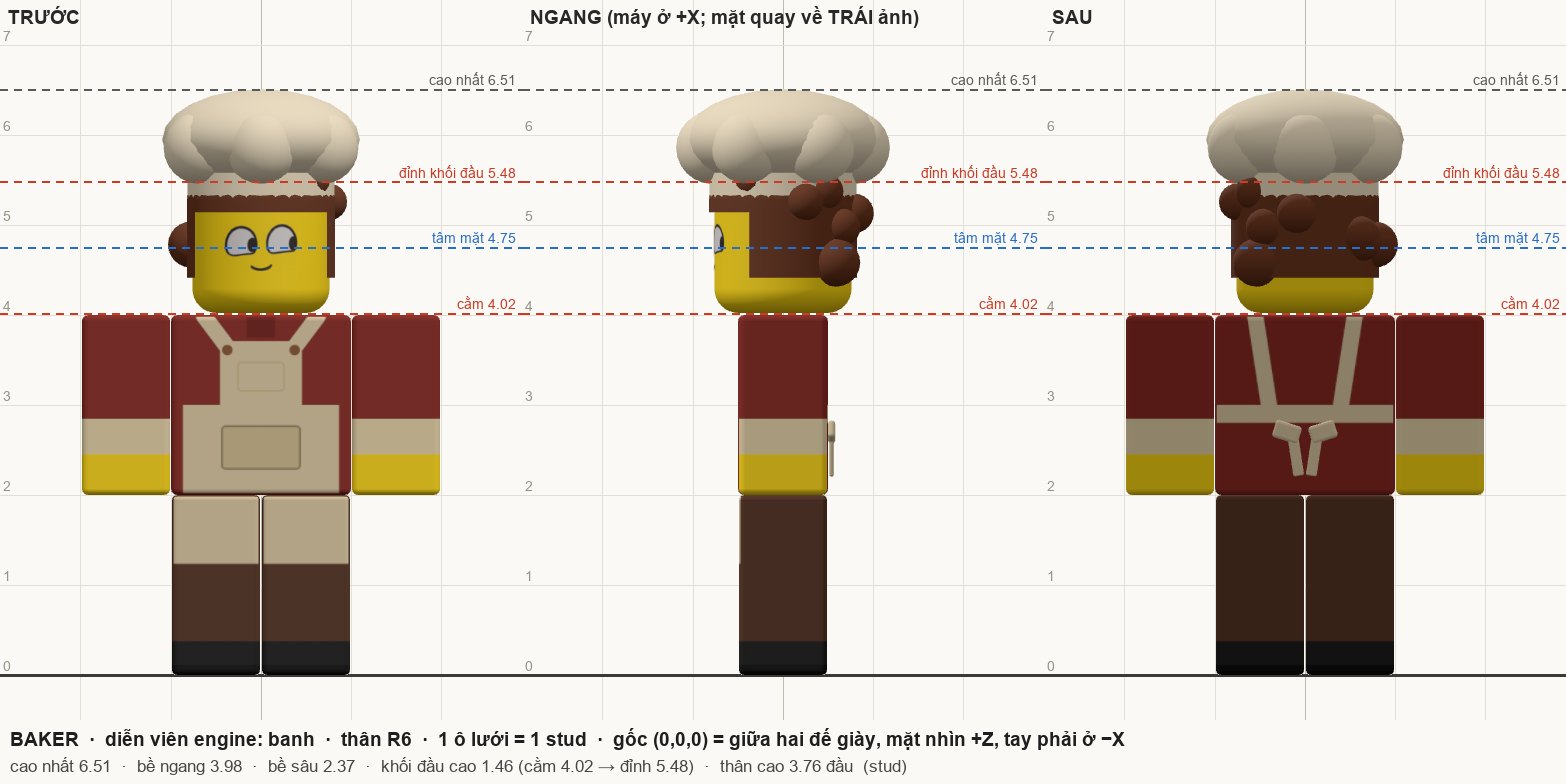 TRƯỚC
NGANG (máy ở +X; mặt quay về TRÁI ảnh)
SAU
7
7
7
cao nhất 6.51
cao nhất 6.51
cao nhất 6.51
6
6
6
đỉnh khối đầu 5.48
đỉnh khối đầu 5.48
đỉnh khối đầu 5.48
5
5
5
tâm mặt 4.75
tâm mặt 4.75
tâm mặt 4.75
4
cằm 4.02
4
cằm 4.02
4
cằm 4.02
3
3
3
2
2
2
1
1
1
0
0
0
BAKER · diễn viên engine: banh · thân R6 · 1 ô lưới = 1 stud · gốc (0,0,0) = giữa hai đế giày, mặt nhìn +Z, tay phải ở −X
cao nhất 6.51 · bề ngang 3.98 · bề sâu 2.37 · khối đầu cao 1.46 (cằm 4.02 → đỉnh 5.48) · thân cao 3.76 đầu (stud)